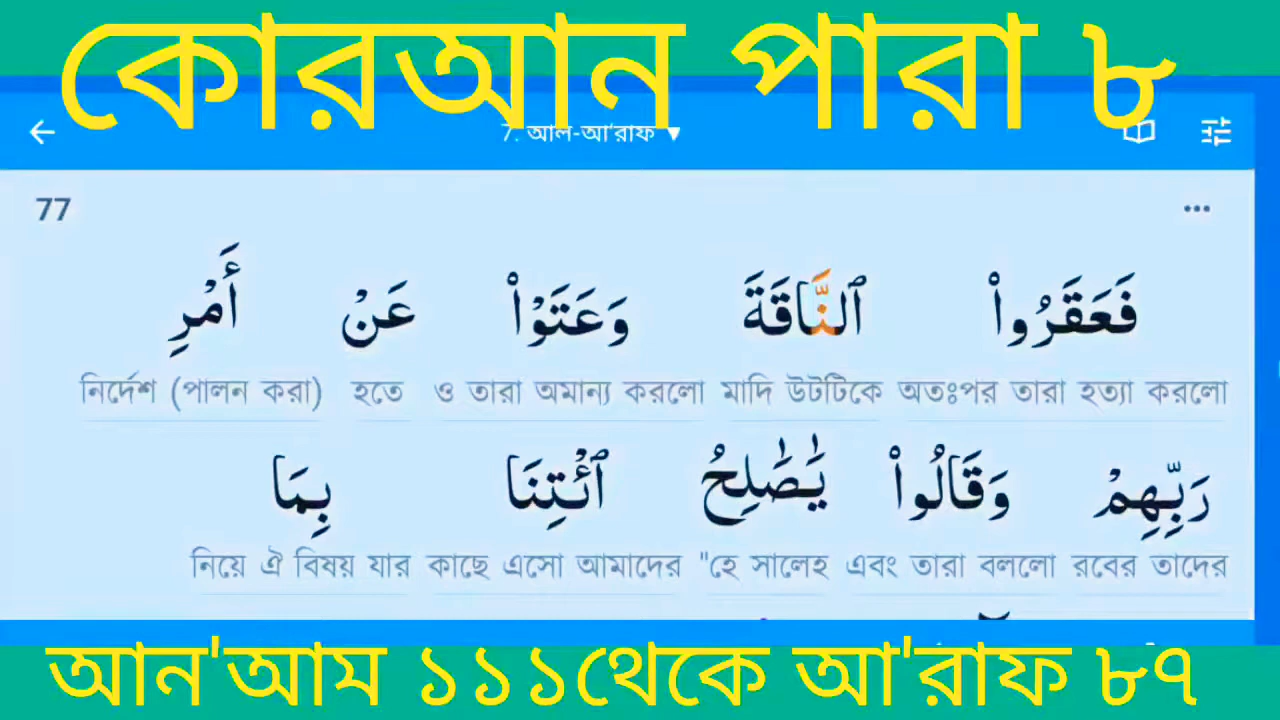 কোরআন পারা ৮
7. আল-আ'রাফ ▼
77
فَعَقَرُوا۟ ٱلنَّاقَةَ وَعَتَوْا۟ عَنْ أَمْرِ
নির্দেশ (পালন করা) হতে ও তারা অমান্য করলো মাদি উটটিকে অতঃপর তারা হত্যা করলো
رَبِّهِمْ وَقَالُوا۟ يَـٰصَـٰلِحُ ٱئْتِنَا بِمَا
নিয়ে ঐ বিষয় যার কাছে এসো আমাদের "হে সালেহ এবং তারা বললো রবের তাদের
আন'আম ১১১থেকে আ'রাফ ৮৭